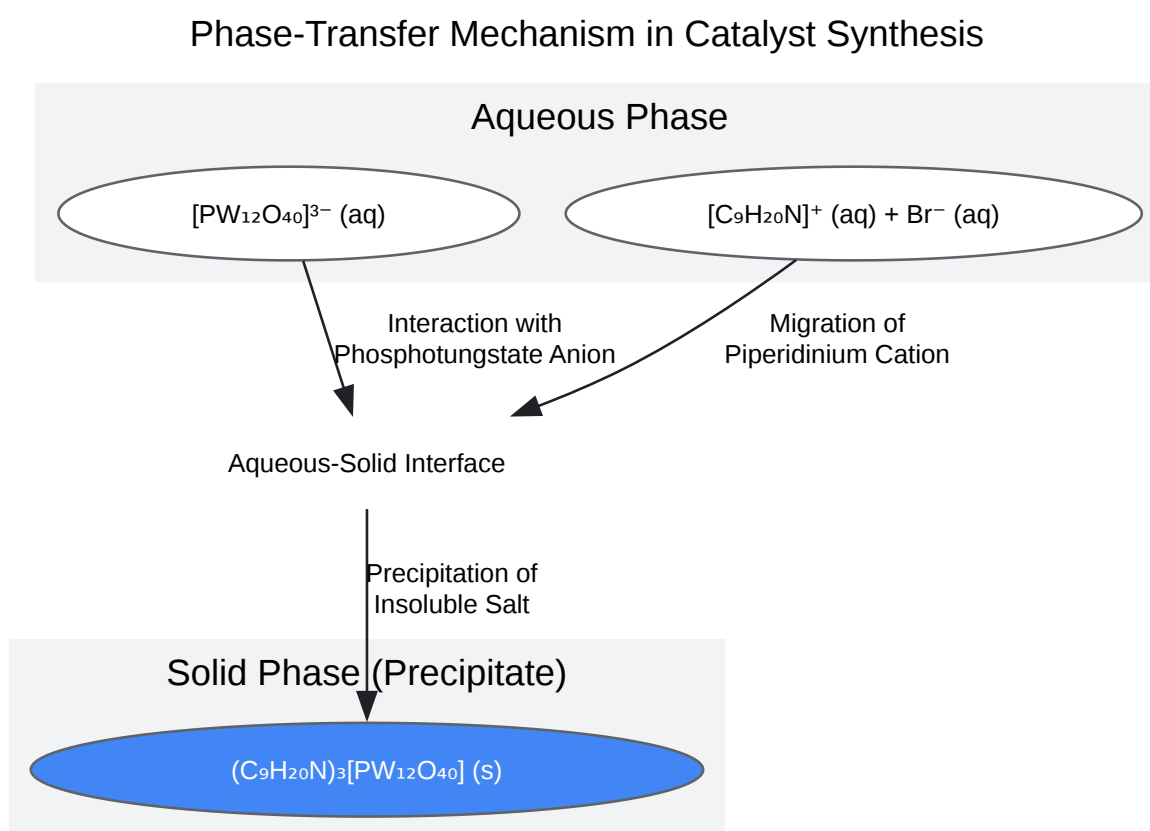 Phase-Transfer Mechanism in Catalyst Synthesis
Aqueous Phase
[PW₁₂O₄₀]³⁻ (aq)
[C₉H₂₀N]⁺ (aq) + Br⁻ (aq)
Interaction with
Phosphotungstate Anion
Migration of
Piperidinium Cation
Aqueous-Solid Interface
Precipitation of
Insoluble Salt
Solid Phase (Precipitate)
(C₉H₂₀N)₃[PW₁₂O₄₀] (s)